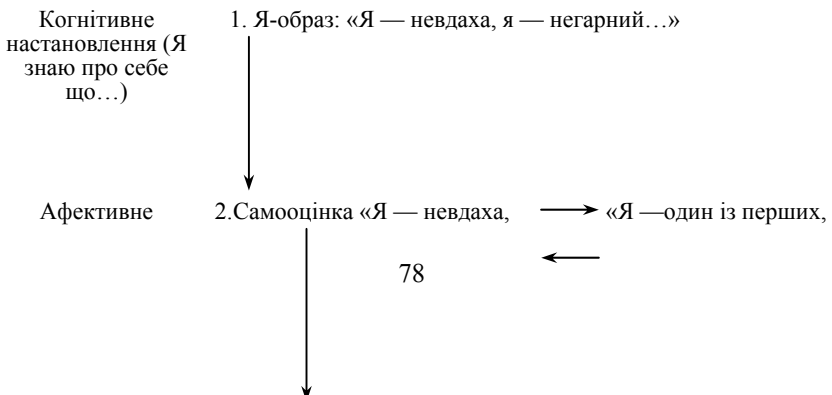 Когнітивне
настановлення (Я
знаю про себе
що…)
1. Я-образ: «Я — невдаха, я — негарний…»
Афективне
2.Самооцінка «Я — невдаха,
«Я —один із перших,
78